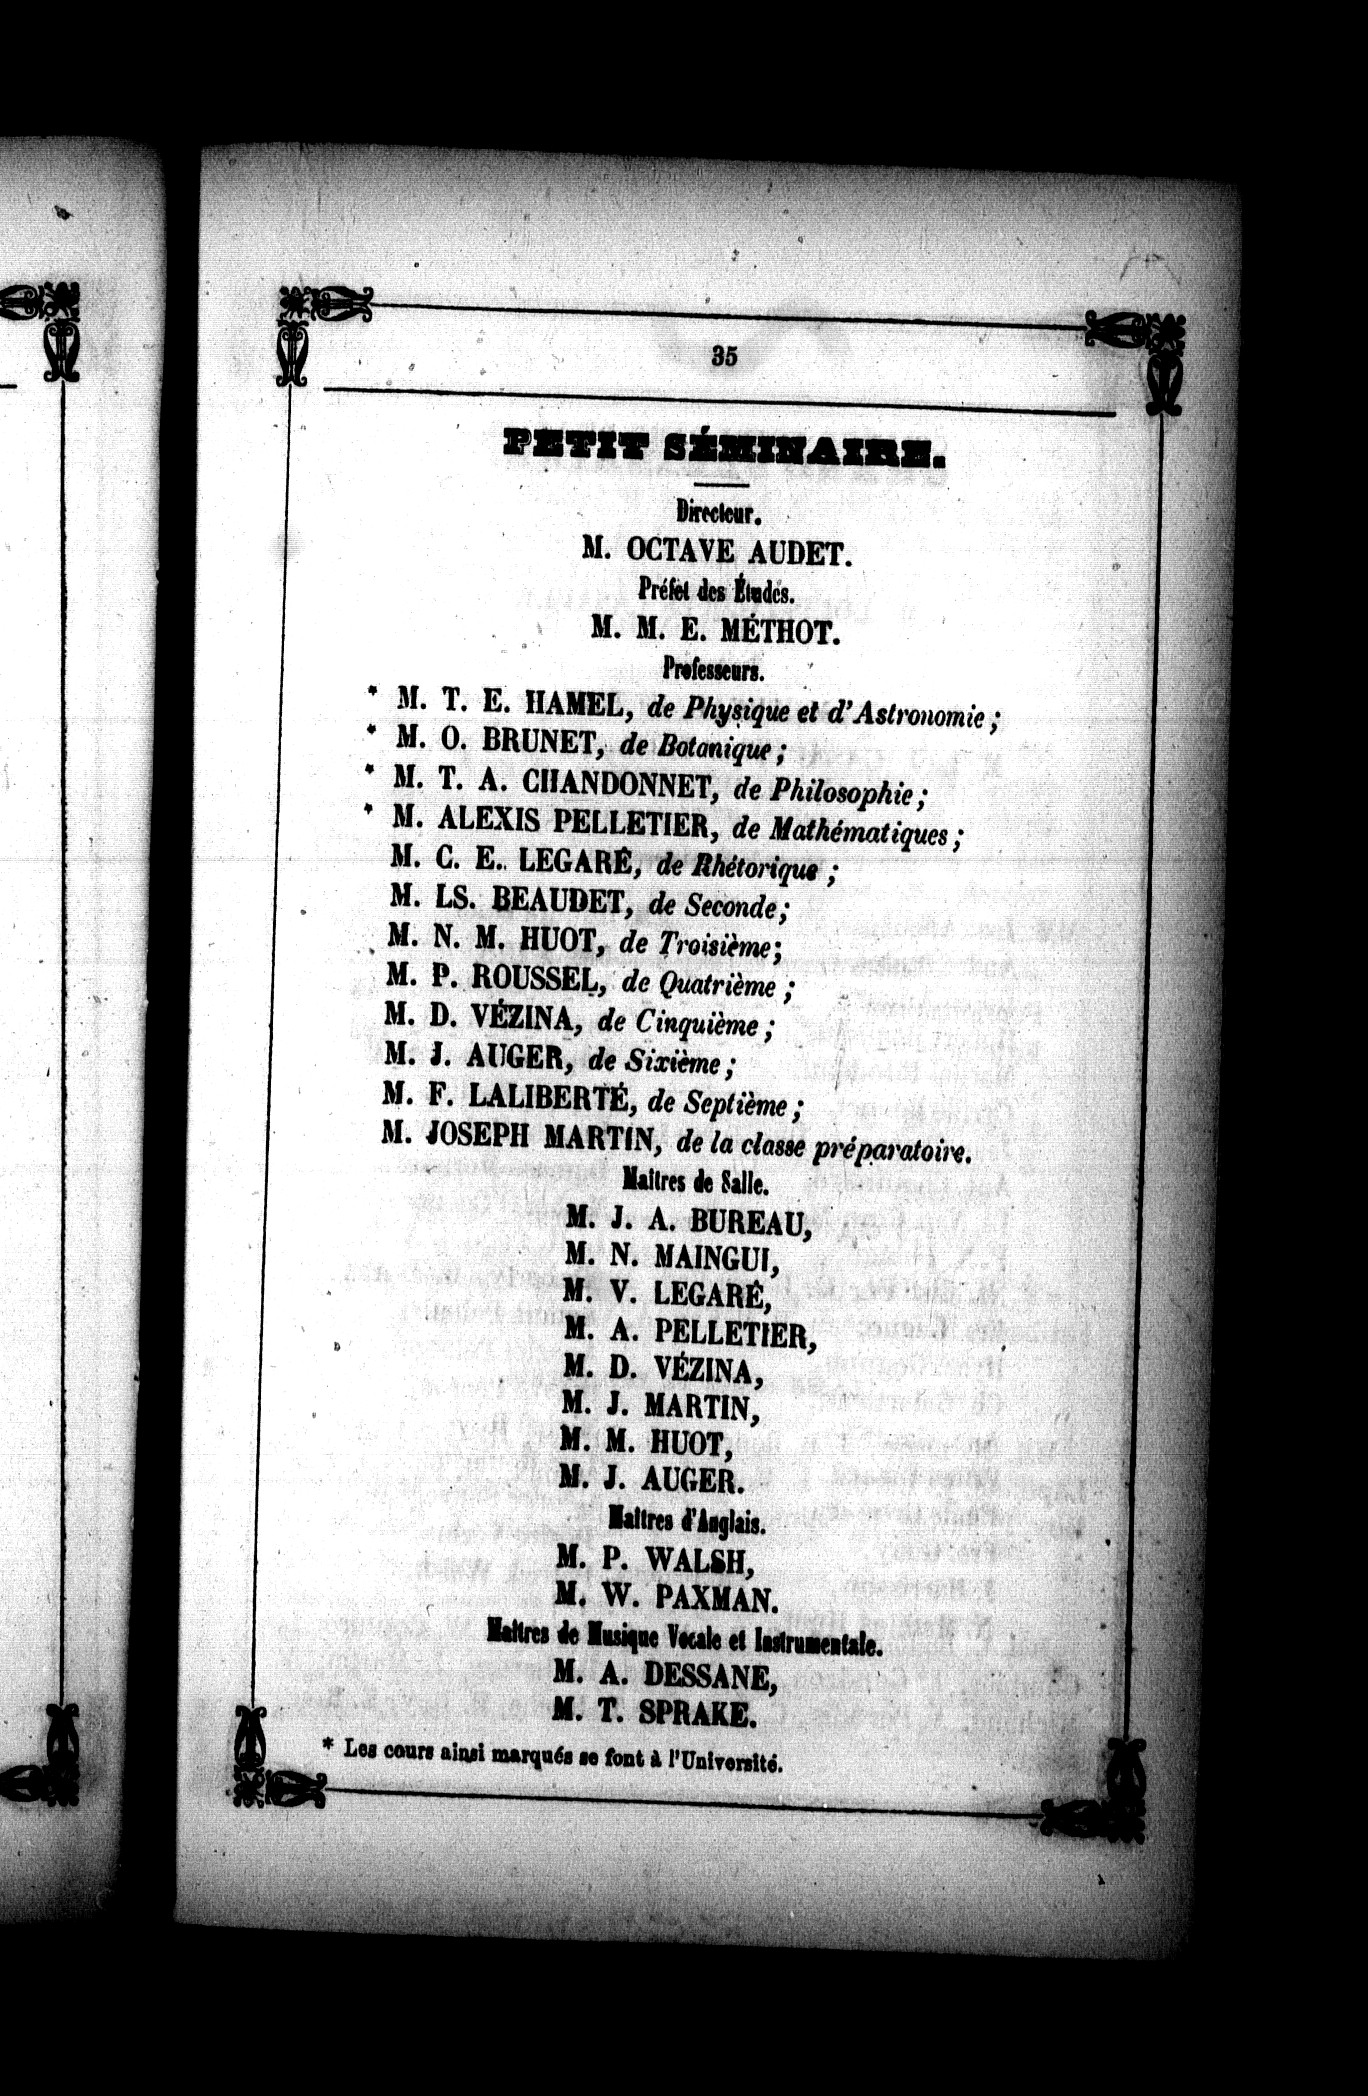 35
PETIT SÉMINAIRE.
Directeur.
M. OCTAVE AUDET.
Préfet des Études.
M. M. E. MÉTHOT.
Professeurs.
* M. T. E. HAMEL, de Physique et d'Astronomie ;
* M. O. BRUNET, de Botanique ;
* M. T. A. CHANDONNET, de Philosophie ;
* M. ALEXIS PELLETIER, de Mathématiques ;
M. C. E. LEGARÉ, de Rhétorique ;
M. LS. BEAUDET, de Seconde ;
M. N. M. HUOT, de Troisième ;
M. P. ROUSSEL, de Quatrième ;
M. D. VÉZINA, de Cinquième ;
M. J. AUGER, de Sixième ;
M. F. LALIBERTÉ, de Septième ;
M. JOSEPH MARTIN, de la classe préparatoire.
Maîtres de Salle.
M. J. A. BUREAU,
M. N. MAINGUI,
M. V. LEGARÉ,
M. A. PELLETIER,
M. D. VÉZINA,
M. J. MARTIN,
M. M. HUOT,
M. J. AUGER.
Maîtres d'Anglais.
M. P. WALSH,
M. W. PAXMAN.
Maîtres de Musique Vocale et Instrumentale.
M. A. DESSANE,
M. T. SPRAKE.
* Les cours ainsi marqués se font à l'Université.